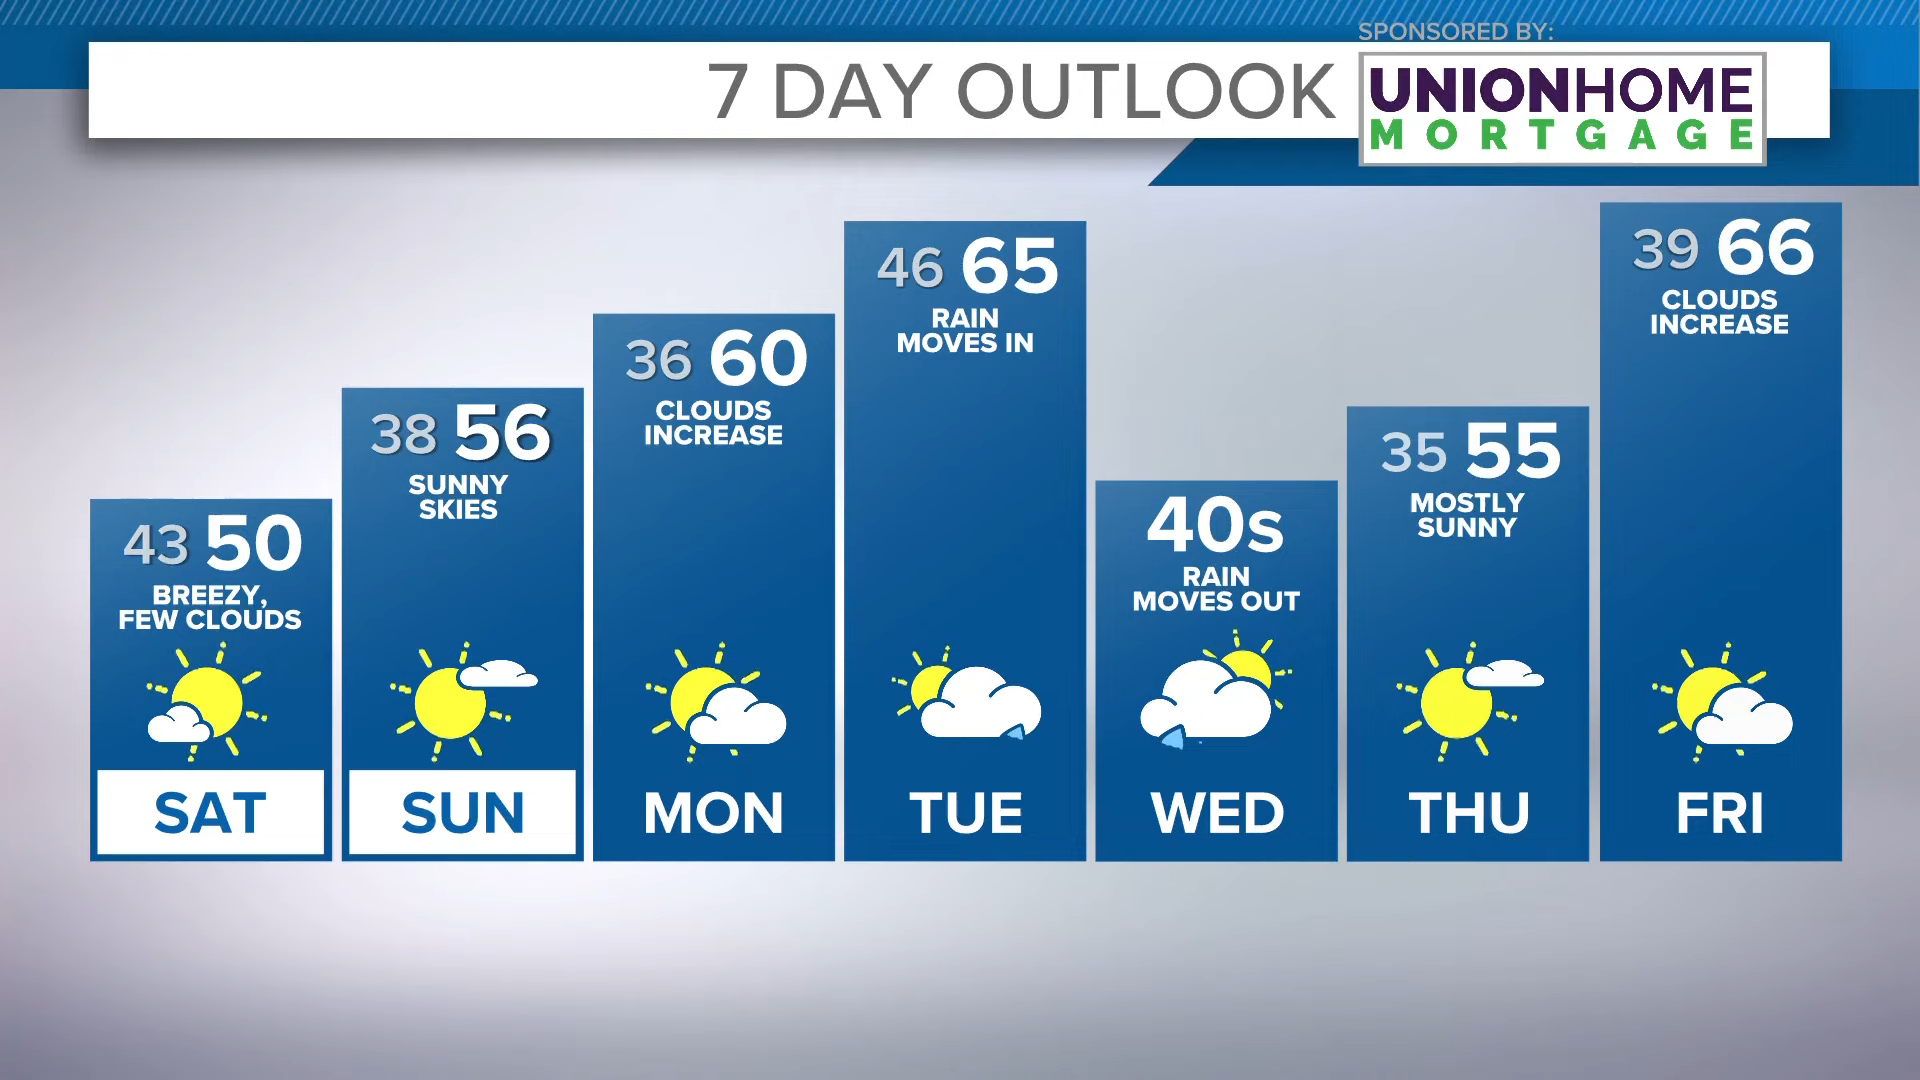 SPONSORED BY:
7 DAY OUTLOOK
UNIONHOME
MORTGAGE
43 50
BREEZY,
FEW CLOUDS
SAT
38 56
SUNNY
SKIES
SUN
36 60
CLOUDS
INCREASE
MON
46 65
RAIN
MOVES IN
TUE
40s
RAIN
MOVES OUT
WED
35 55
MOSTLY
SUNNY
THU
39 66
CLOUDS
INCREASE
FRI